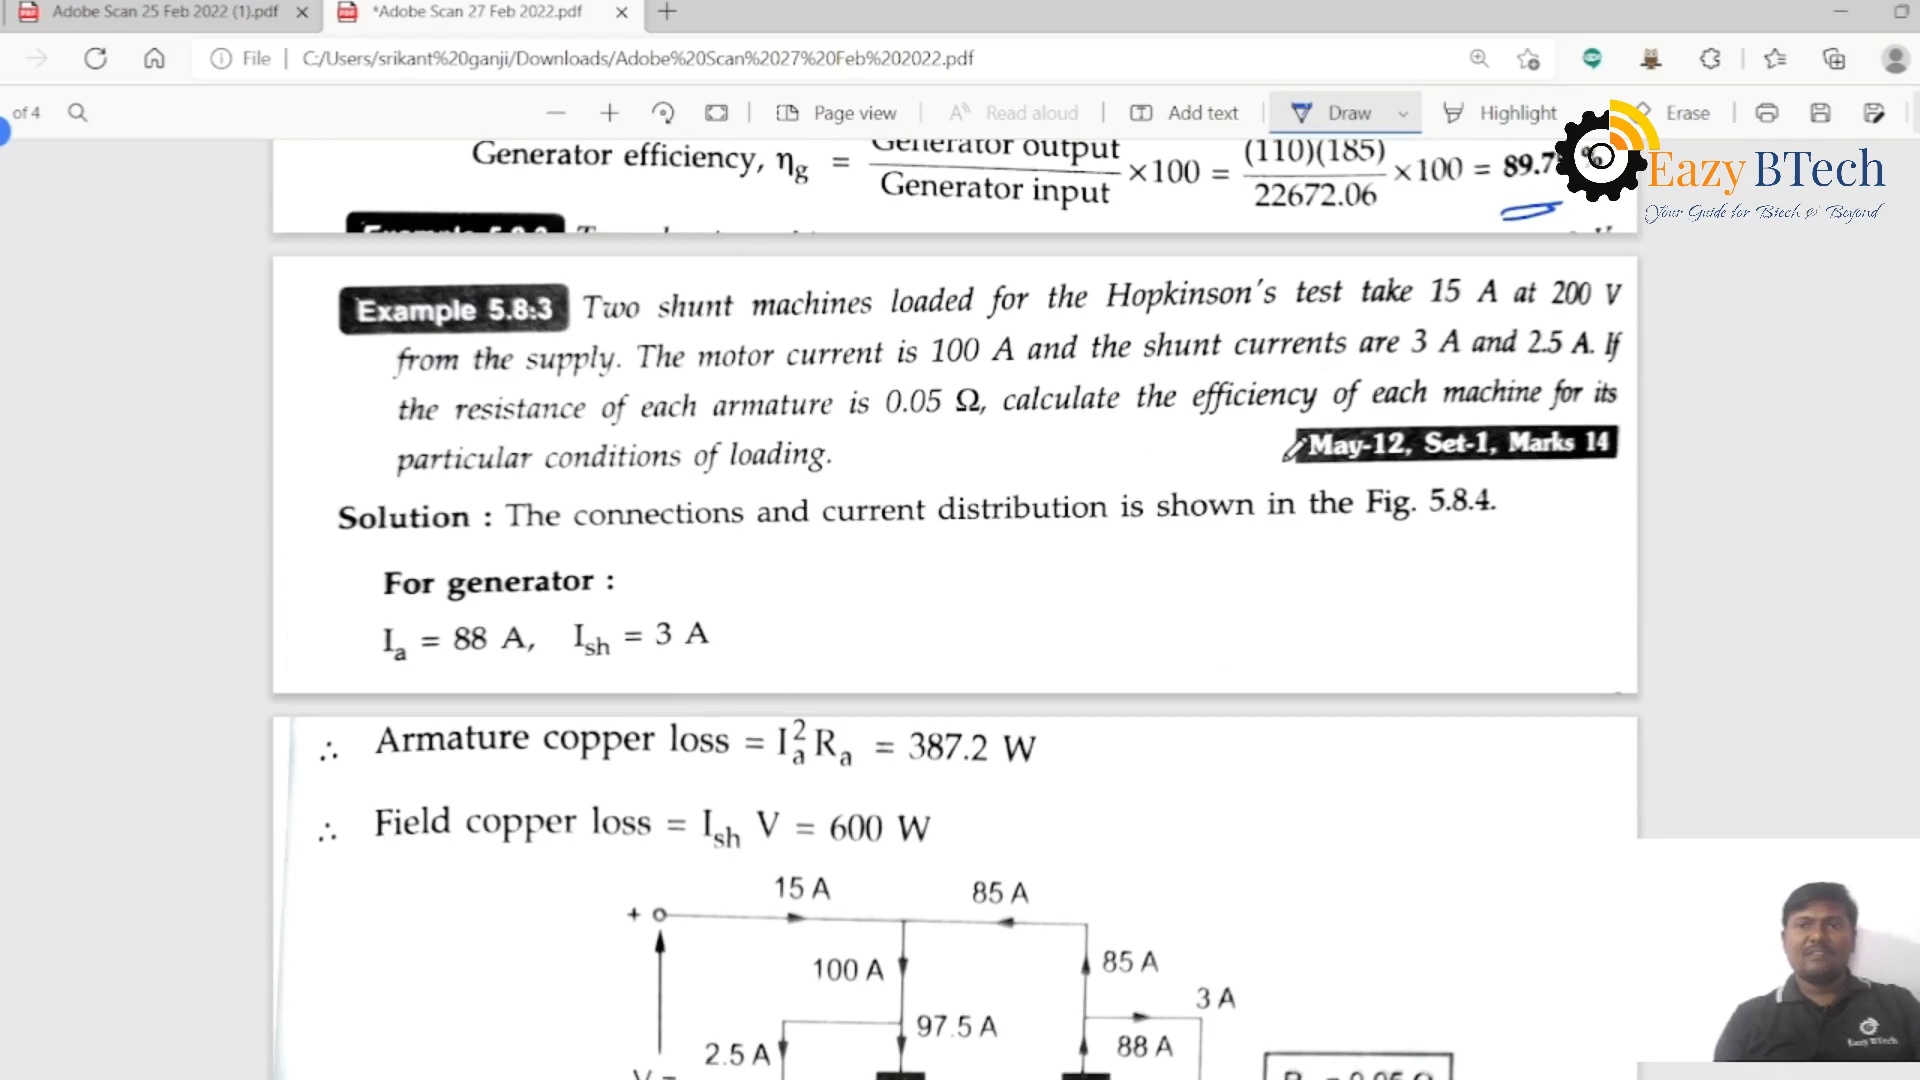 Adobe Scan 25 Feb 2022 (1).pdf
*Adobe Scan 27 Feb 2022.pdf
File
C:/Users/srikant%20ganji/Downloads/Adobe%20Scan%2027%20Feb%202022.pdf
of 4
Page view
Read aloud
Add text
Draw
Highlight
Erase
Generator efficiency, ηg = Generator output / Generator input ×100 = (110)(185) / 22672.06 ×100 = 89.7 %
Eazy BTech
Your Guide for Btech & Beyond
Example 5.8.3 Two shunt machines loaded for the Hopkinson's test take 15 A at 200 V
from the supply. The motor current is 100 A and the shunt currents are 3 A and 2.5 A. If
the resistance of each armature is 0.05 Ω, calculate the efficiency of each machine for its
particular conditions of loading.
May-12, Set-1, Marks 14
Solution : The connections and current distribution is shown in the Fig. 5.8.4.
For generator :
Ia = 88 A, Ish = 3 A
∴ Armature copper loss = Ia² Ra = 387.2 W
∴ Field copper loss = Ish V = 600 W
15 A
85 A
+
100 A
85 A
3 A
97.5 A
2.5 A
88 A
Eazy BTech